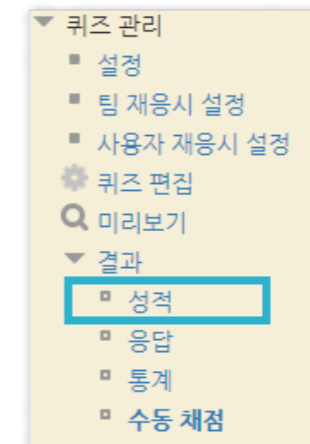 퀴즈 관리
설정
팀 재응시 설정
사용자 재응시 설정
퀴즈 편집
미리보기
결과
성적
응답
통계
수동 채점